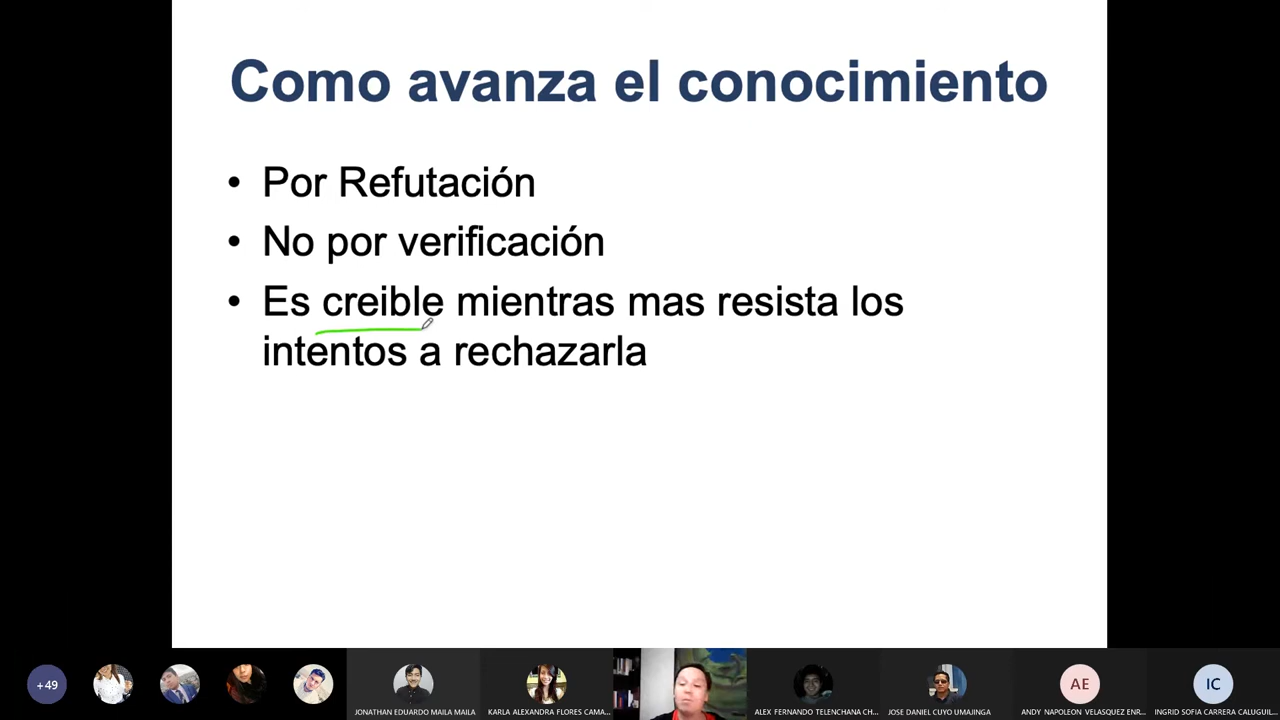 Como avanza el conocimiento
• Por Refutación
• No por verificación
• Es creible mientras mas resista los
intentos a rechazarla
+49
JONATHAN EDUARDO MAILA MAILA
KARLA ALEXANDRA FLORES CAMA...
ALEX FERNANDO TELENCHANA CH...
JOSE DANIEL CUYO UMAJINGA
AE
ANDY NAPOLEON VELASQUEZ ENR...
IC
INGRID SOFIA CARRERA CALUGUIL...